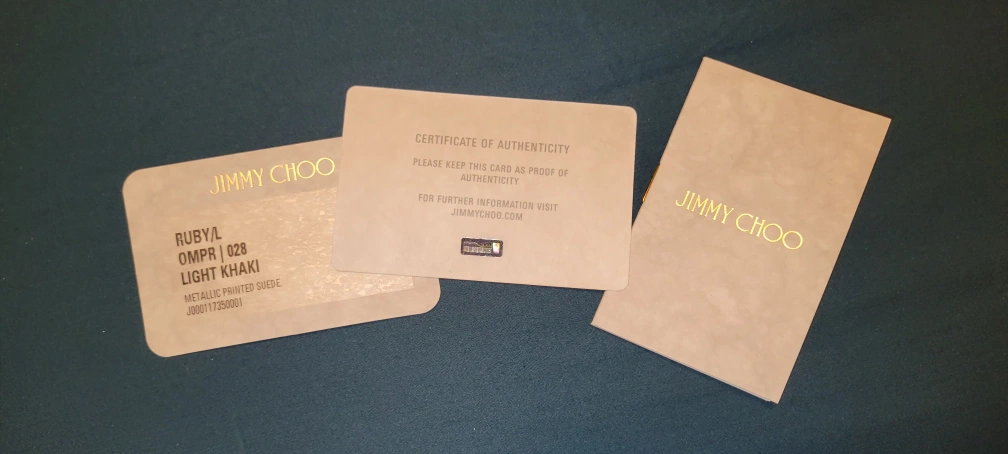 JIMMY CHOO
RUBY/L
OMPR | 028
LIGHT KHAKI
METALLIC PRINTED SUEDE
J000117350001
CERTIFICATE OF AUTHENTICITY
PLEASE KEEP THIS CARD AS PROOF OF
AUTHENTICITY
FOR FURTHER INFORMATION VISIT
JIMMYCHOO.COM
JIMMY CHOO